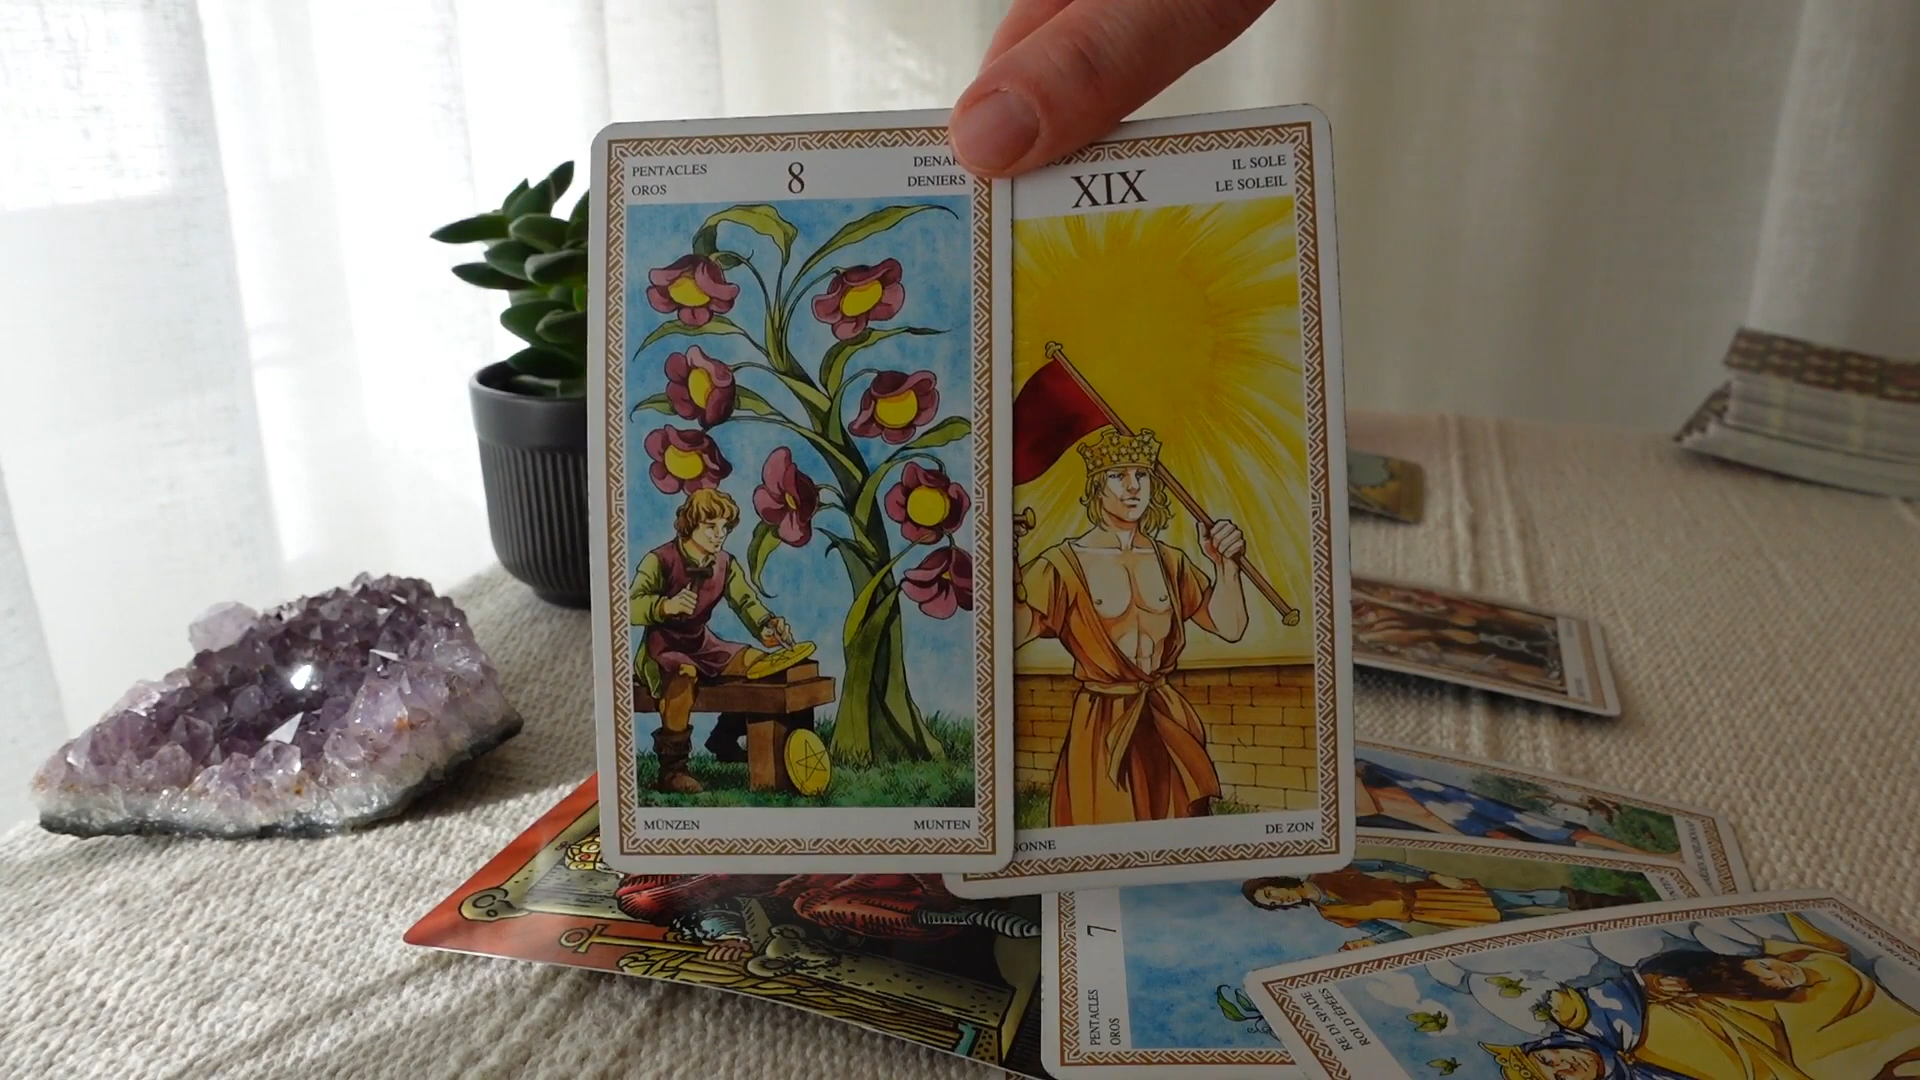 PENTACLES
OROS
8
DENAR
DENIERS
MÜNZEN
MUNTEN
XIX
IL SOLE
LE SOLEIL
SONNE
DE ZON
7
PENTACLES
OROS
RE DI SPADE
ROI D'ÉPÉES